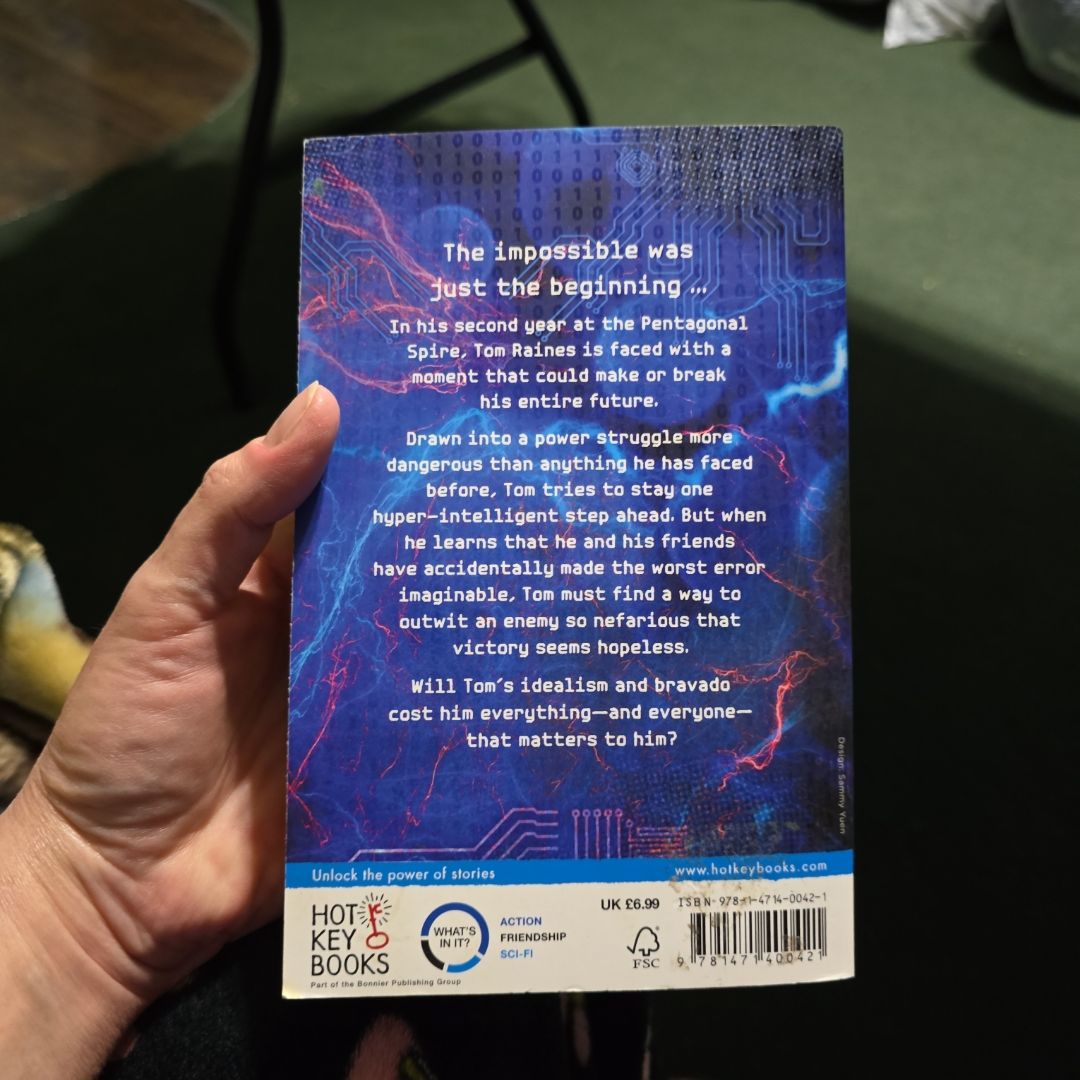 The impossible was
just the beginning ...
In his second year at the Pentagonal
Spire, Tom Raines is faced with a
moment that could make or break
his entire future.
Drawn into a power struggle more
dangerous than anything he has faced
before, Tom tries to stay one
hyper-intelligent step ahead. But when
he learns that he and his friends
have accidentally made the worst error
imaginable, Tom must find a way to
outwit an enemy so nefarious that
victory seems hopeless.
Will Tom's idealism and bravado
cost him everything—and everyone—
that matters to him?
Design: Sammy Yuen
Unlock the power of stories
www.hotkeybooks.com
HOT
KEY
BOOKS
Part of the Bonnier Publishing Group
WHAT'S
IN IT?
ACTION
FRIENDSHIP
SCI-FI
UK £6.99
FSC
ISBN-978-1-4714-0042-1
9 781471 400421